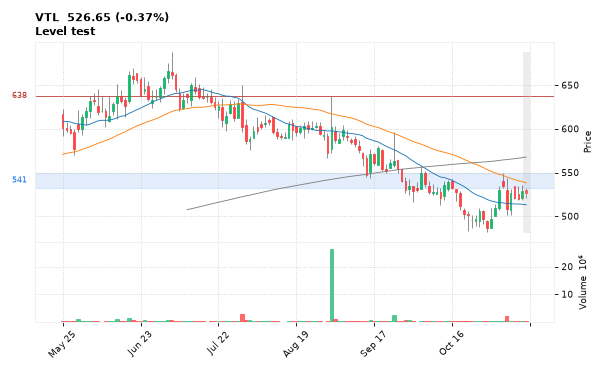 VTL 526.65 (-0.37%)
Level test
638
541
650
600
550
500
Price
20
10
Volume 10⁴
May 25
Jun 23
Jul 22
Aug 19
Sep 17
Oct 16